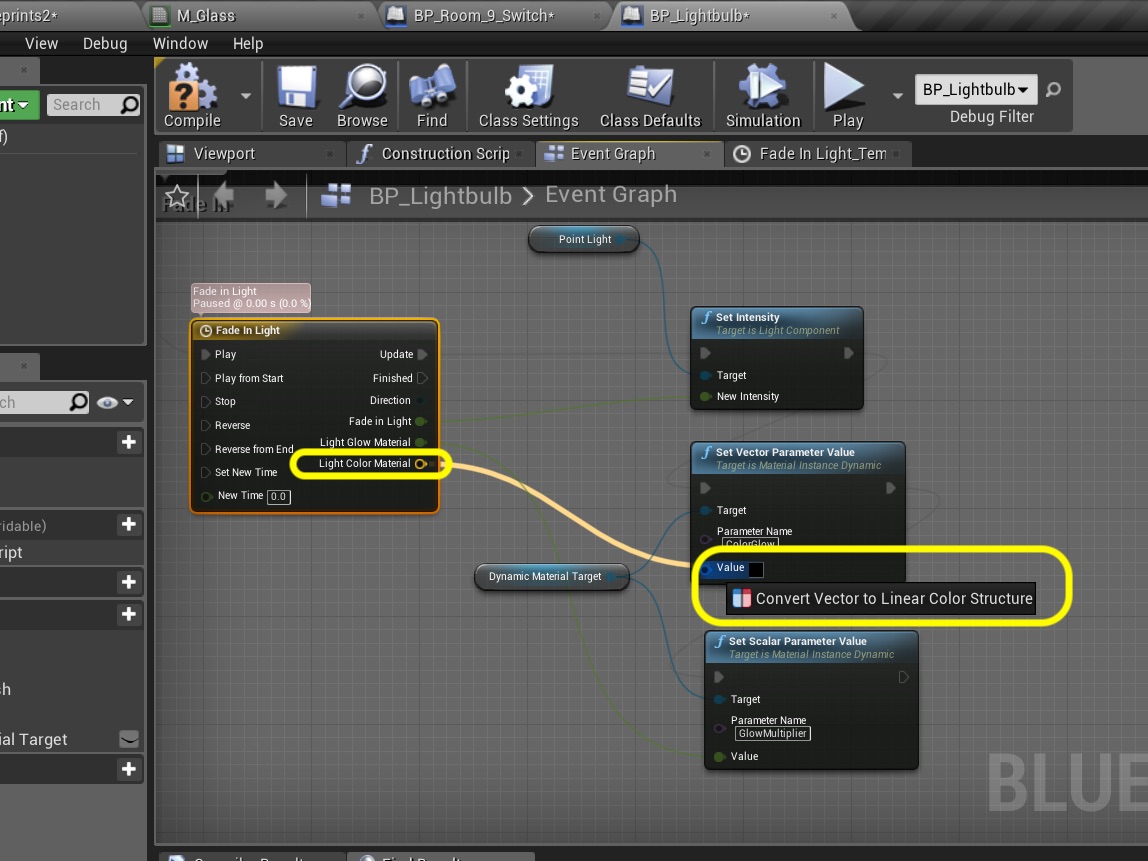 eprints2*
M_Glass
BP_Room_9_Switch*
BP_Lightbulb*
View Debug Window Help
nt
Search
f)
Compile
Save
Browse
Find
Class Settings
Class Defaults
Simulation
Play
BP_Lightbulb
Debug Filter
Viewport
Construction Scrip
Event Graph
Fade In Light_Tem
Fade In
BP_Lightbulb > Event Graph
Point Light
Fade in Light
Paused @ 0.00 s (0.0 %)
Fade In Light
Play
Update
Play from Start
Finished
Stop
Direction
Reverse
Fade in Light
Reverse from End
Light Glow Material
Set New Time
Light Color Material
New Time 0.0
Set Intensity
Target is Light Component
Target
New Intensity
Set Vector Parameter Value
Target is Material Instance Dynamic
Target
Parameter Name
ColorGlow
Value
Convert Vector to Linear Color Structure
Dynamic Material Target
Set Scalar Parameter Value
Target is Material Instance Dynamic
Target
Parameter Name
GlowMultiplier
Value
ch
ridable)
ript
sh
ial Target
BLUE